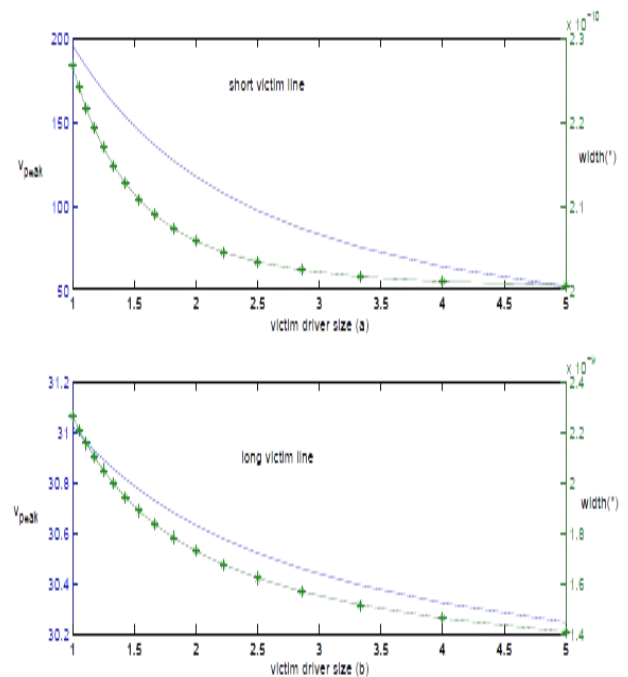 x 10^-10
200
2.3
short victim line
150
2.2
v_peak
width(*)
100
2.1
50
2
1 1.5 2 2.5 3 3.5 4 4.5 5
victim driver size (a)
x 10^-9
31.2
2.4
31
2.2
long victim line
30.8
2
v_peak
width(*)
30.6
1.8
30.4
1.6
30.2
1.4
1 1.5 2 2.5 3 3.5 4 4.5 5
victim driver size (b)